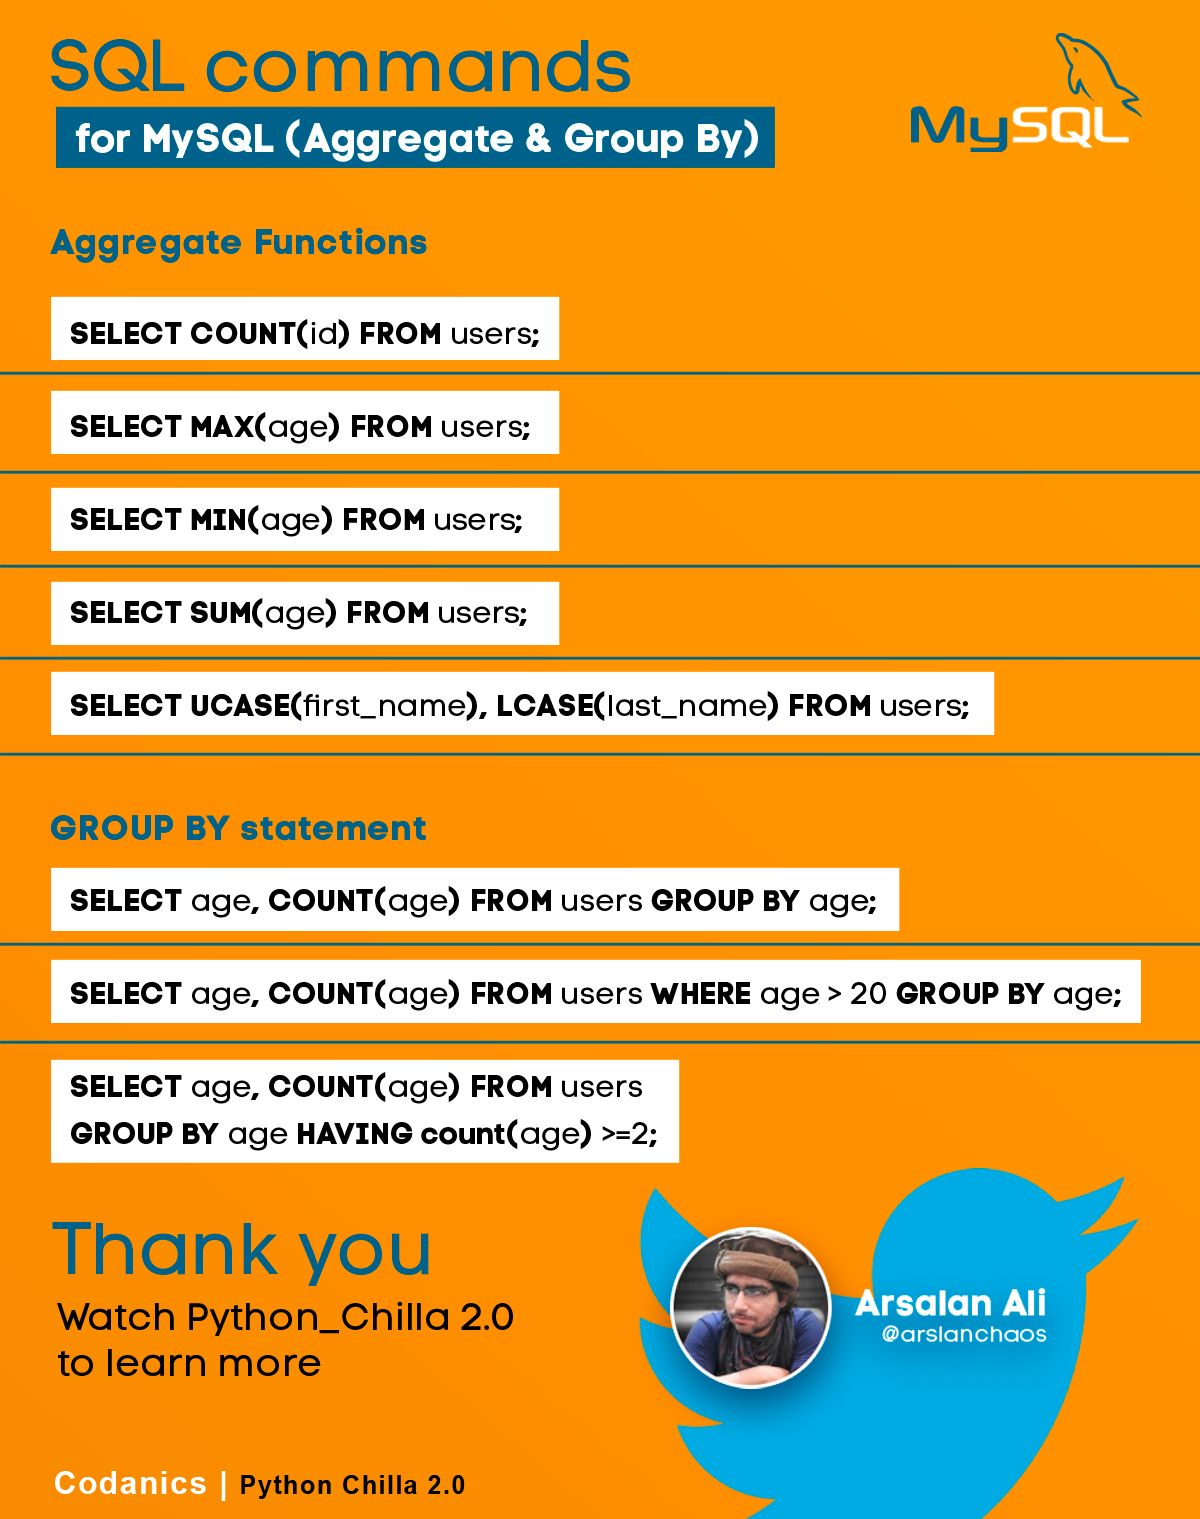 SQL commands
for MySQL (Aggregate & Group By)
MySQL
Aggregate Functions
SELECT COUNT(id) FROM users;
SELECT MAX(age) FROM users;
SELECT MIN(age) FROM users;
SELECT SUM(age) FROM users;
SELECT UCASE(first_name), LCASE(last_name) FROM users;
GROUP BY statement
SELECT age, COUNT(age) FROM users GROUP BY age;
SELECT age, COUNT(age) FROM users WHERE age > 20 GROUP BY age;
SELECT age, COUNT(age) FROM users
GROUP BY age HAVING count(age) >=2;
Thank you
Watch Python_Chilla 2.0
to learn more
Arsalan Ali
@arslanchaos
Codanics | Python Chilla 2.0